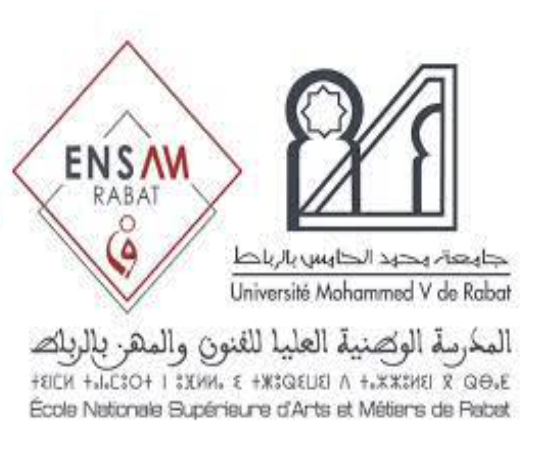 ENSAM
RABAT
جامعة محمد الخامس بالرباط
Université Mohammed V de Rabat
المدرسة الوطنية العليا للفنون والمهن بالرباط
École Nationale Supérieure d'Arts et Métiers de Rabat